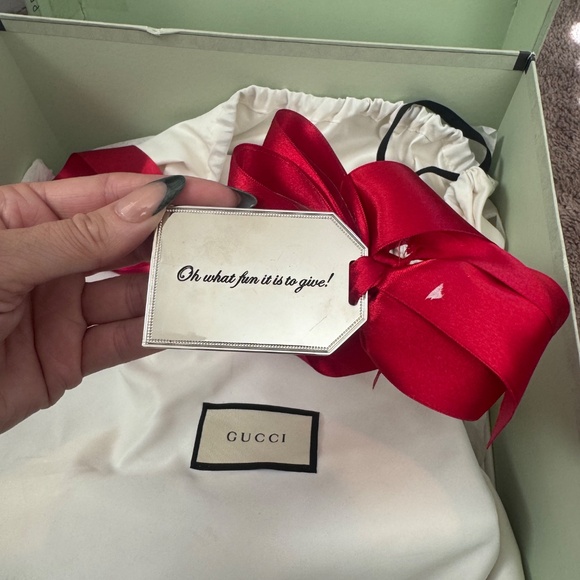 Oh what fun it is to give!
GUCCI